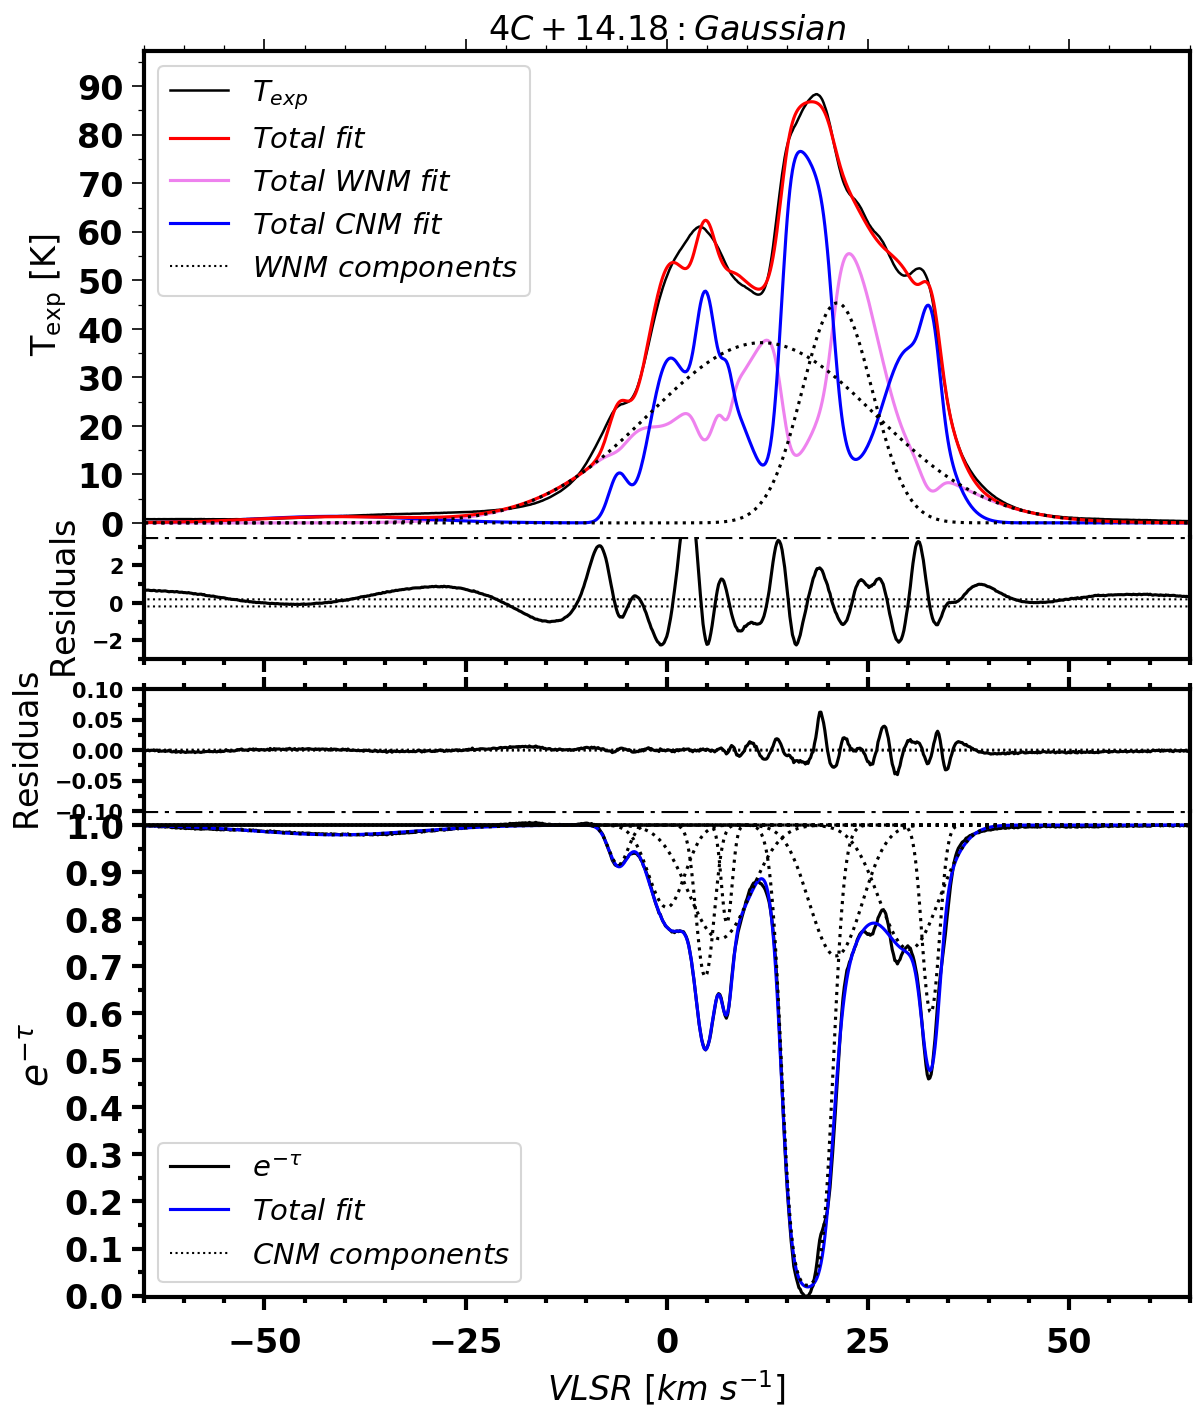 4C + 14.18 : Gaussian
T_exp
Total fit
Total WNM fit
Total CNM fit
WNM components
T_exp [K]
90
80
70
60
50
40
30
20
10
0
Residuals
2
0
−2
Residuals
0.10
0.05
0.00
−0.05
−0.10
e^−τ
1.0
0.9
0.8
0.7
0.6
0.5
0.4
0.3
0.2
0.1
0.0
e^−τ
Total fit
CNM components
−50 −25 0 25 50
VLSR [km s^−1]